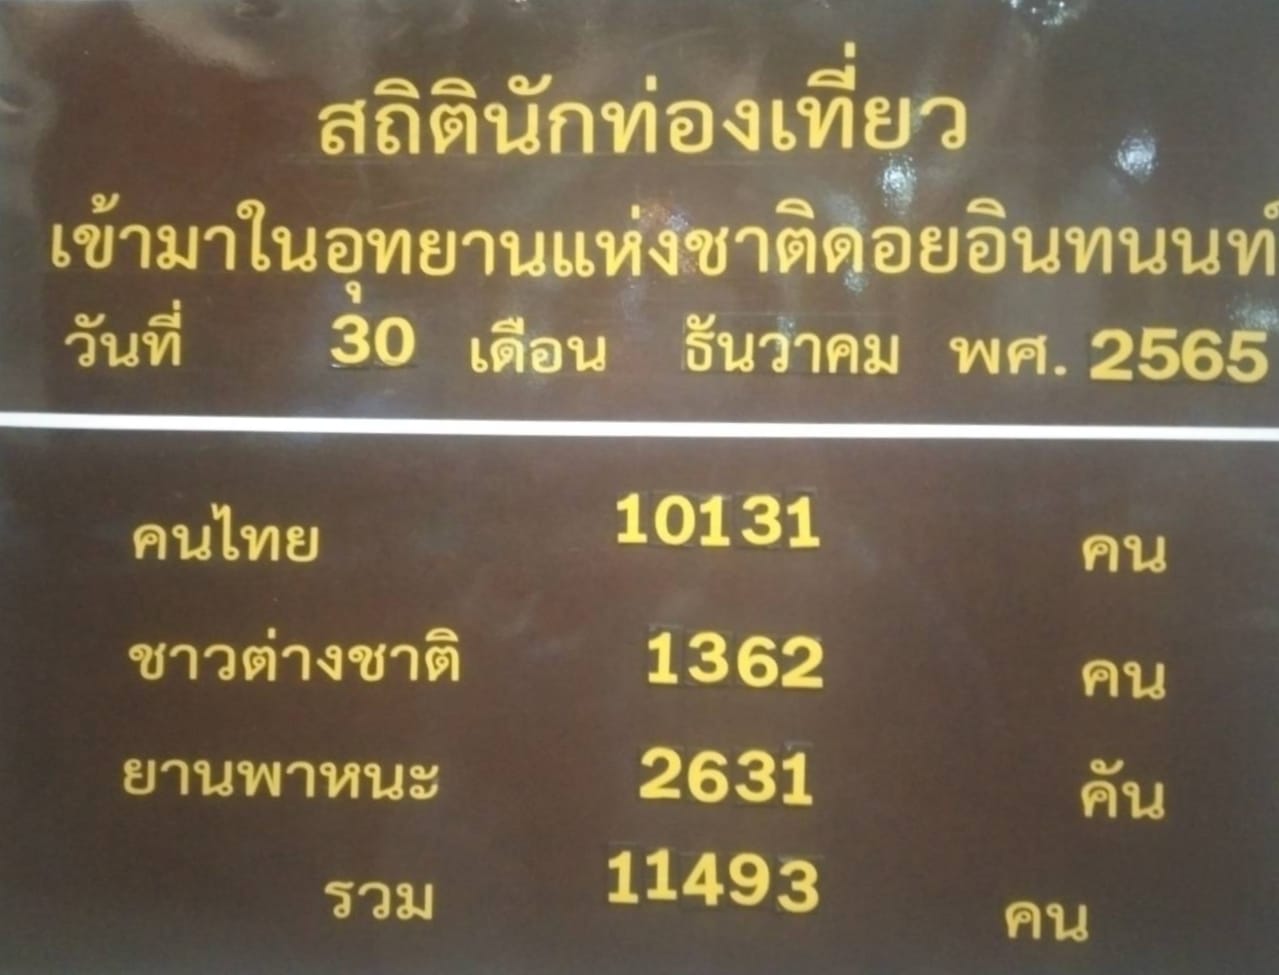 สถิตินักท่องเที่ยว
เข้ามาในอุทยานแห่งชาติดอยอินทนนท์
วันที่ 30 เดือน ธันวาคม พศ. 2565
คนไทย 10131 คน
ชาวต่างชาติ 1362 คน
ยานพาหนะ 2631 คัน
รวม 11493 คน